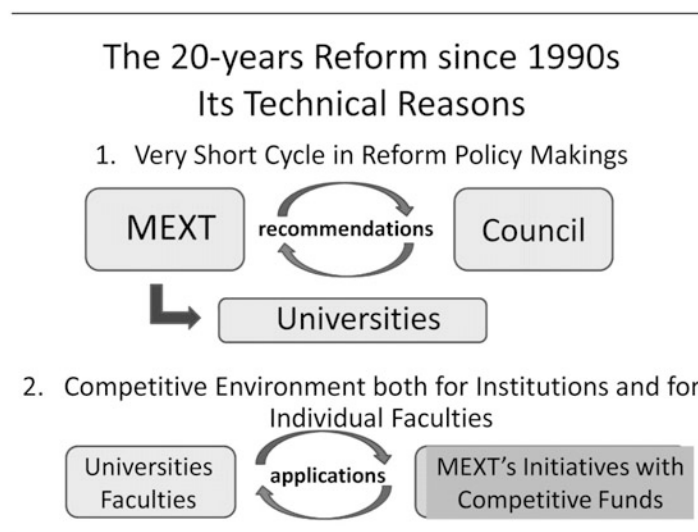 The 20-years Reform since 1990s
Its Technical Reasons
1. Very Short Cycle in Reform Policy Makings
MEXT
recommendations
Council
Universities
2. Competitive Environment both for Institutions and for
Individual Faculties
Universities
Faculties
applications
MEXT's Initiatives with
Competitive Funds